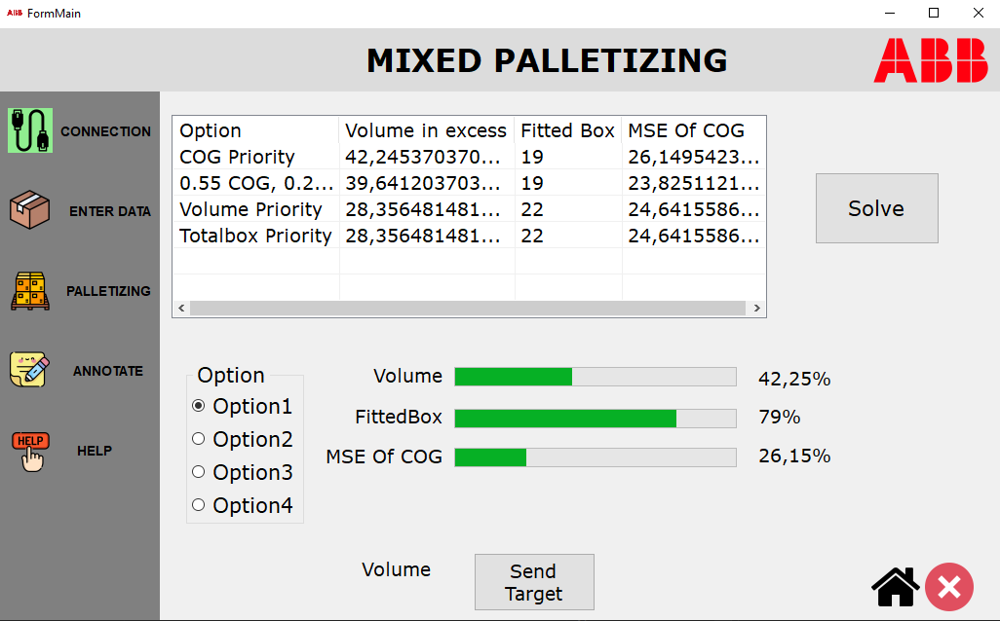 ABB FormMain
MIXED PALLETIZING
ABB
CONNECTION
ENTER DATA
PALLETIZING
ANNOTATE
HELP
HELP
Option Volume in excess Fitted Box MSE Of COG
COG Priority 42,245370370... 19 26,1495423...
0.55 COG, 0.2... 39,641203703... 19 23,8251121...
Volume Priority 28,356481481... 22 24,6415586...
Totalbox Priority 28,356481481... 22 24,6415586...
Solve
Option
Option1
Option2
Option3
Option4
Volume 42,25%
FittedBox 79%
MSE Of COG 26,15%
Volume
Send
Target